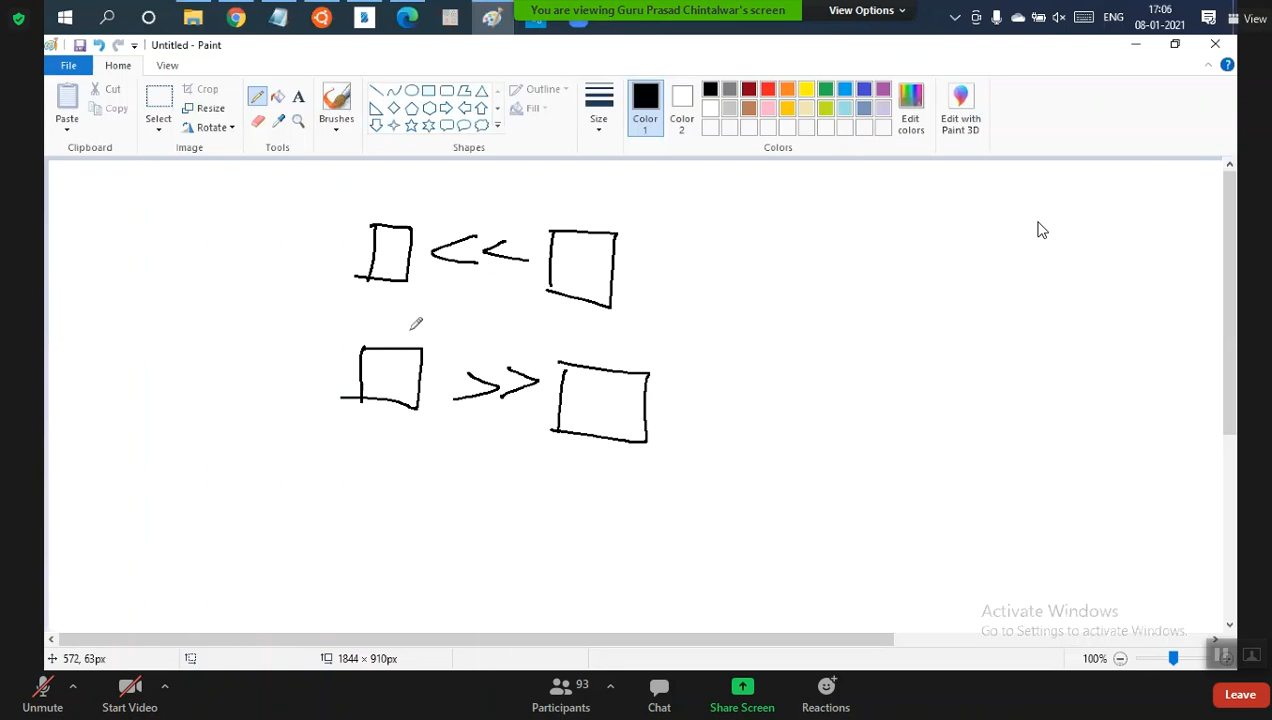 You are viewing Guru Prasad Chintalwar's screen
View Options
ENG
17:06
08-01-2021
View
Untitled - Paint
File
Home
View
Paste
Cut
Copy
Clipboard
Select
Crop
Resize
Rotate
Image
A
Tools
Brushes
Shapes
Outline
Fill
Size
Color 1
Color 2
Edit colors
Colors
Edit with Paint 3D
<<
>>
Activate Windows
Go to Settings to activate Windows.
572, 63px
1844 × 910px
100%
Unmute
Start Video
93
Participants
Chat
Share Screen
Reactions
Leave